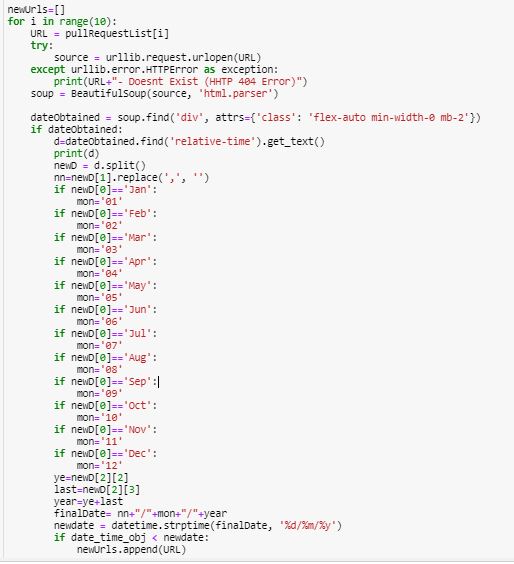 newUrls=[]
for i in range(10):
    URL = pullRequestList[i]
    try:
        source = urllib.request.urlopen(URL)
    except urllib.error.HTTPError as exception:
        print(URL+"- Doesnt Exist (HHTP 404 Error)")
    soup = BeautifulSoup(source, 'html.parser')

    dateObtained = soup.find('div', attrs={'class': 'flex-auto min-width-0 mb-2'})
    if dateObtained:
        d=dateObtained.find('relative-time').get_text()
        print(d)
        newD = d.split()
        nn=newD[1].replace(',', '')
        if newD[0]=='Jan':
            mon='01'
        if newD[0]=='Feb':
            mon='02'
        if newD[0]=='Mar':
            mon='03'
        if newD[0]=='Apr':
            mon='04'
        if newD[0]=='May':
            mon='05'
        if newD[0]=='Jun':
            mon='06'
        if newD[0]=='Jul':
            mon='07'
        if newD[0]=='Aug':
            mon='08'
        if newD[0]=='Sep':
            mon='09'
        if newD[0]=='Oct':
            mon='10'
        if newD[0]=='Nov':
            mon='11'
        if newD[0]=='Dec':
            mon='12'
        ye=newD[2][2]
        last=newD[2][3]
        year=ye+last
        finalDate= nn+"/"+mon+"/"+year
        newdate = datetime.strptime(finalDate, '%d/%m/%y')
        if date_time_obj < newdate:
            newUrls.append(URL)